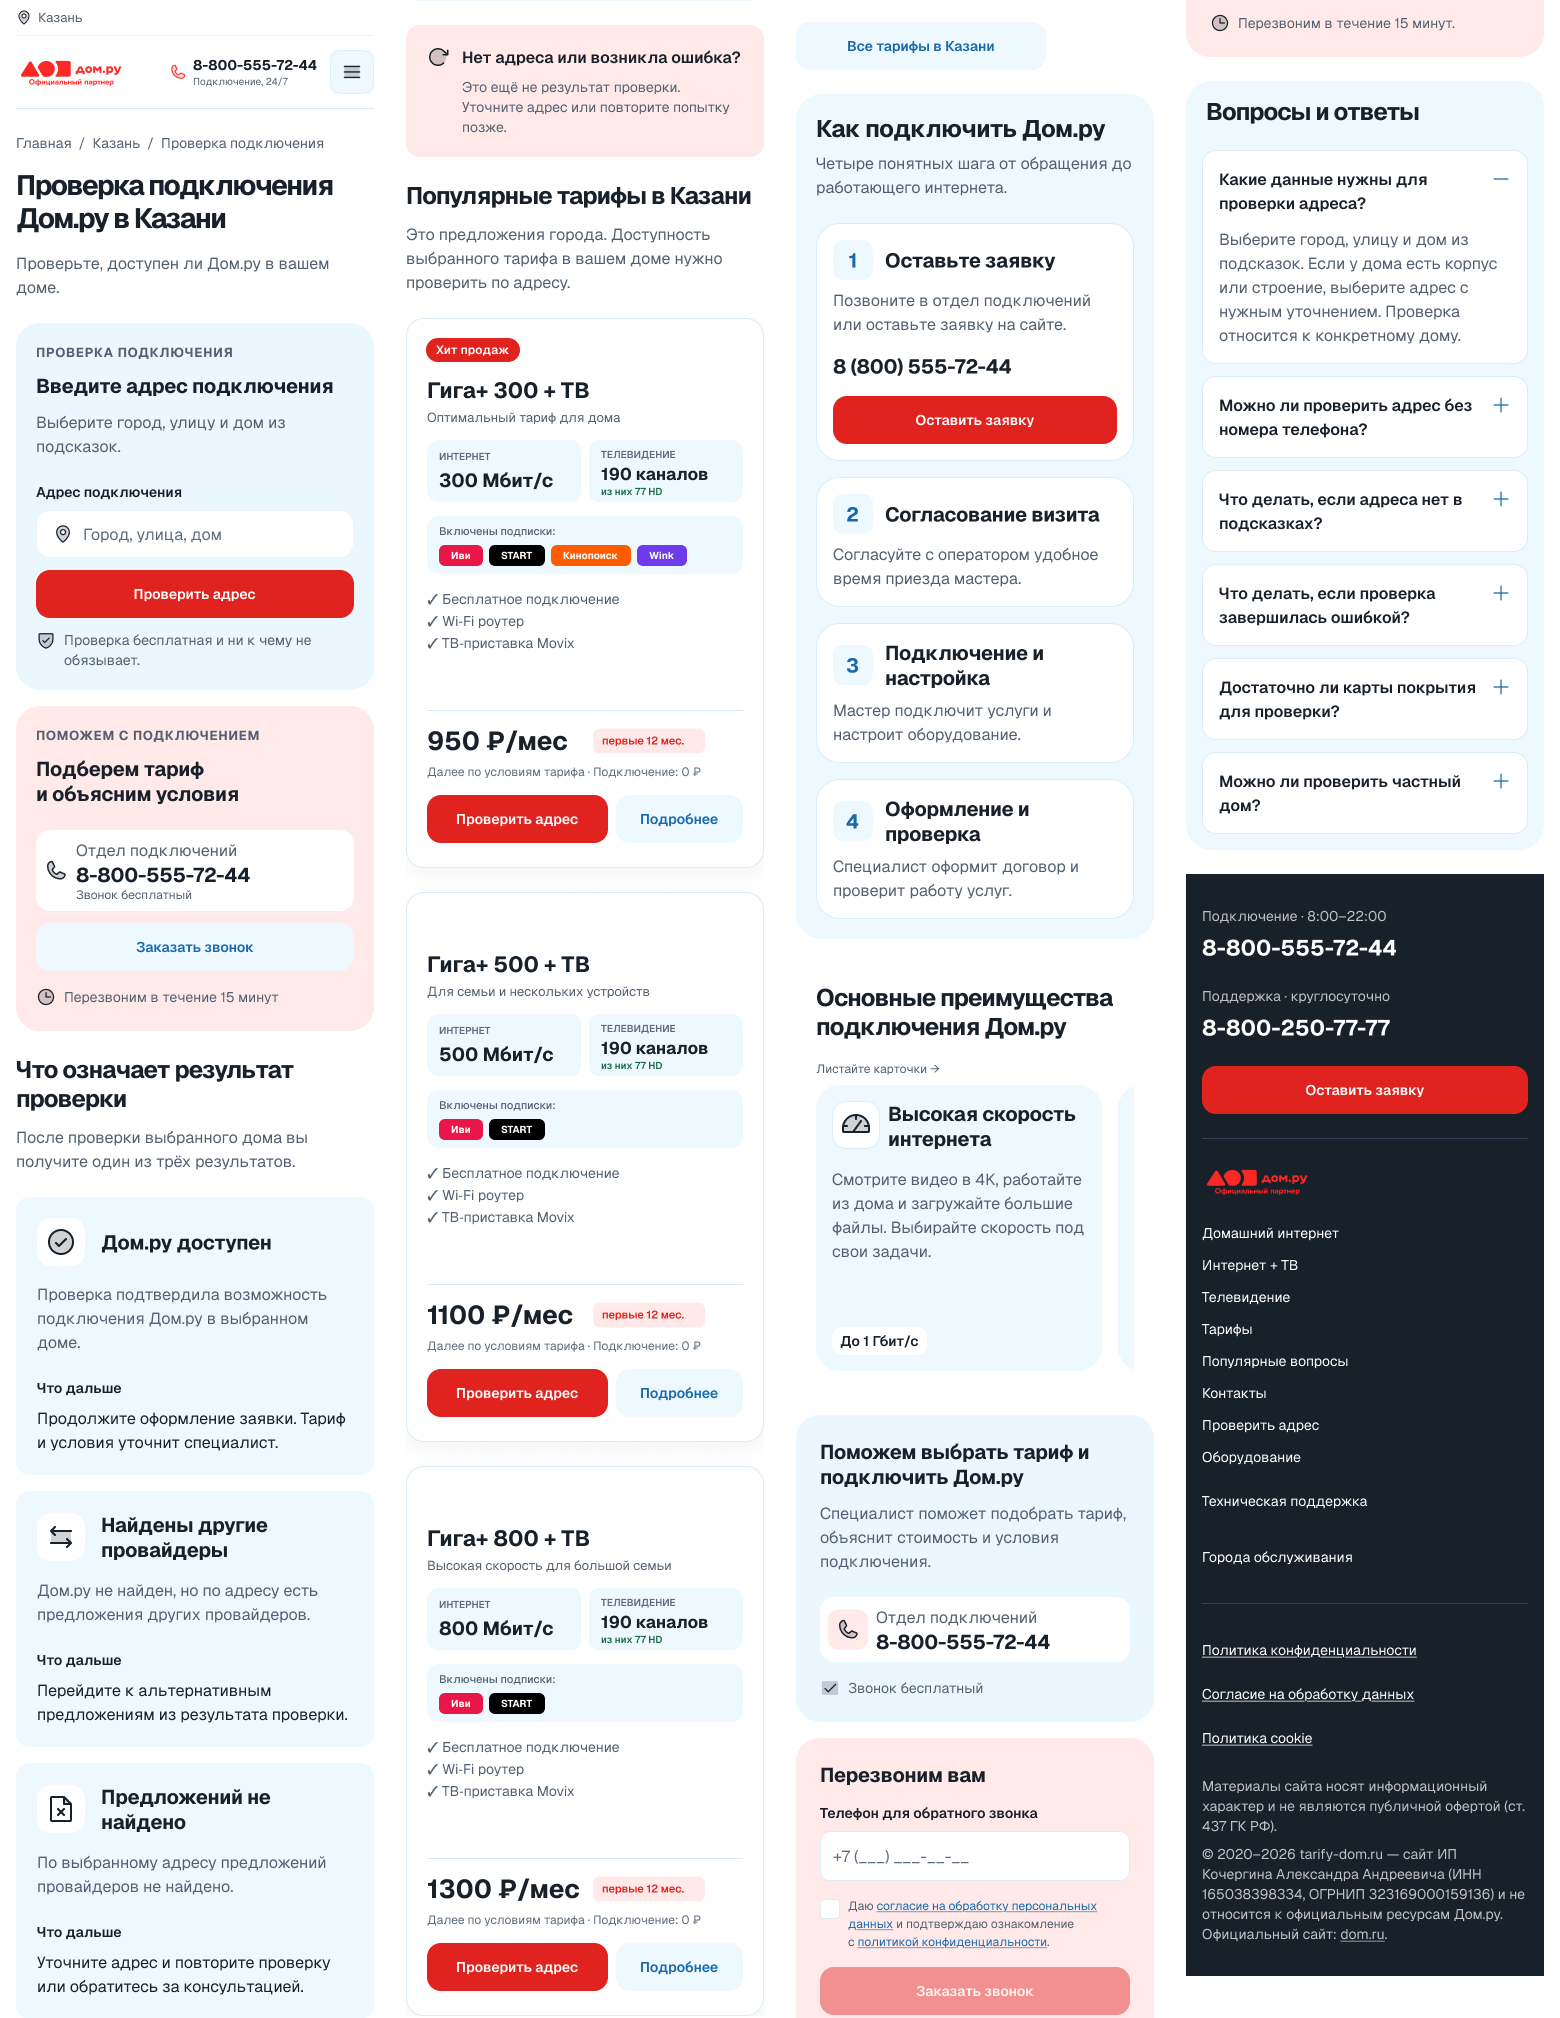 Казань
дом.ру
Официальный партнер
8-800-555-72-44
Подключение, 24/7
Главная / Казань / Проверка подключения
Проверка подключения
Дом.ру в Казани
Проверьте, доступен ли Дом.ру в вашем
доме.
ПРОВЕРКА ПОДКЛЮЧЕНИЯ
Введите адрес подключения
Выберите город, улицу и дом из
подсказок.
Адрес подключения
Город, улица, дом
Проверить адрес
Проверка бесплатная и ни к чему не
обязывает.
ПОМОЖЕМ С ПОДКЛЮЧЕНИЕМ
Подберем тариф
и объясним условия
Отдел подключений
8-800-555-72-44
Звонок бесплатный
Заказать звонок
Перезвоним в течение 15 минут
Что означает результат
проверки
После проверки выбранного дома вы
получите один из трёх результатов.
Дом.ру доступен
Проверка подтвердила возможность
подключения Дом.ру в выбранном
доме.
Что дальше
Продолжите оформление заявки. Тариф
и условия уточнит специалист.
Найдены другие
провайдеры
Дом.ру не найден, но по адресу есть
предложения других провайдеров.
Что дальше
Перейдите к альтернативным
предложениям из результата проверки.
Предложений не
найдено
По выбранному адресу предложений
провайдеров не найдено.
Что дальше
Уточните адрес и повторите проверку
или обратитесь за консультацией.
Нет адреса или возникла ошибка?
Это ещё не результат проверки.
Уточните адрес или повторите попытку
позже.
Популярные тарифы в Казани
Это предложения города. Доступность
выбранного тарифа в вашем доме нужно
проверить по адресу.
Хит продаж
Гига+ 300 + ТВ
Оптимальный тариф для дома
ИНТЕРНЕТ
300 Мбит/с
ТЕЛЕВИДЕНИЕ
190 каналов
из них 77 HD
Включены подписки:
Иви START Кинопоиск Wink
✓ Бесплатное подключение
✓ Wi-Fi роутер
✓ ТВ-приставка Movix
950 ₽/мес первые 12 мес.
Далее по условиям тарифа · Подключение: 0 ₽
Проверить адрес Подробнее
Гига+ 500 + ТВ
Для семьи и нескольких устройств
ИНТЕРНЕТ
500 Мбит/с
ТЕЛЕВИДЕНИЕ
190 каналов
из них 77 HD
Включены подписки:
Иви START
✓ Бесплатное подключение
✓ Wi-Fi роутер
✓ ТВ-приставка Movix
1100 ₽/мес первые 12 мес.
Далее по условиям тарифа · Подключение: 0 ₽
Проверить адрес Подробнее
Гига+ 800 + ТВ
Высокая скорость для большой семьи
ИНТЕРНЕТ
800 Мбит/с
ТЕЛЕВИДЕНИЕ
190 каналов
из них 77 HD
Включены подписки:
Иви START
✓ Бесплатное подключение
✓ Wi-Fi роутер
✓ ТВ-приставка Movix
1300 ₽/мес первые 12 мес.
Далее по условиям тарифа · Подключение: 0 ₽
Проверить адрес Подробнее
Все тарифы в Казани
Как подключить Дом.ру
Четыре понятных шага от обращения до
работающего интернета.
1 Оставьте заявку
Позвоните в отдел подключений
или оставьте заявку на сайте.
8 (800) 555-72-44
Оставить заявку
2 Согласование визита
Согласуйте с оператором удобное
время приезда мастера.
3 Подключение и
настройка
Мастер подключит услуги и
настроит оборудование.
4 Оформление и
проверка
Специалист оформит договор и
проверит работу услуг.
Основные преимущества
подключения Дом.ру
Листайте карточки →
Высокая скорость
интернета
Смотрите видео в 4K, работайте
из дома и загружайте большие
файлы. Выбирайте скорость под
свои задачи.
До 1 Гбит/с
Поможем выбрать тариф и
подключить Дом.ру
Специалист поможет подобрать тариф,
объяснит стоимость и условия
подключения.
Отдел подключений
8-800-555-72-44
Звонок бесплатный
Перезвоним вам
Телефон для обратного звонка
+7 (___) ___-__-__
Даю согласие на обработку персональных
данных и подтверждаю ознакомление
с политикой конфиденциальности.
Заказать звонок
Перезвоним в течение 15 минут.
Вопросы и ответы
Какие данные нужны для
проверки адреса?
Выберите город, улицу и дом из
подсказок. Если у дома есть корпус
или строение, выберите адрес с
нужным уточнением. Проверка
относится к конкретному дому.
Можно ли проверить адрес без
номера телефона?
Что делать, если адреса нет в
подсказках?
Что делать, если проверка
завершилась ошибкой?
Достаточно ли карты покрытия
для проверки?
Можно ли проверить частный
дом?
Подключение · 8:00–22:00
8-800-555-72-44
Поддержка · круглосуточно
8-800-250-77-77
Оставить заявку
дом.ру
Официальный партнер
Домашний интернет
Интернет + ТВ
Телевидение
Тарифы
Популярные вопросы
Контакты
Проверить адрес
Оборудование
Техническая поддержка
Города обслуживания
Политика конфиденциальности
Согласие на обработку данных
Политика cookie
Материалы сайта носят информационный
характер и не являются публичной офертой (ст.
437 ГК РФ).
© 2020–2026 tarify-dom.ru — сайт ИП
Кочергина Александра Андреевича (ИНН
165038398334, ОГРНИП 323169000159136) и не
относится к официальным ресурсам Дом.ру.
Официальный сайт: dom.ru.